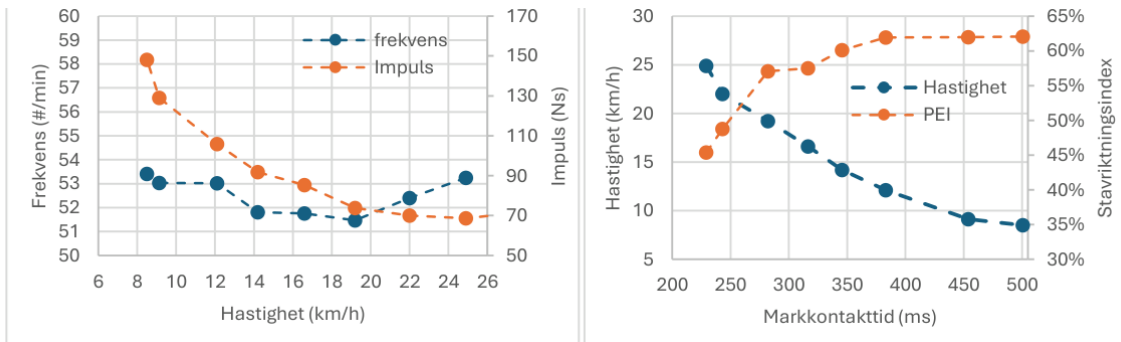 60
59
58
57
56
55
54
53
52
51
50
Frekvens (#/min)
170
150
130
110
90
70
50
Impuls (Ns)
frekvens
Impuls
6 8 10 12 14 16 18 20 22 24 26
Hastighet (km/h)
30
25
20
15
10
5
Hastighet (km/h)
65%
60%
55%
50%
45%
40%
35%
30%
Stavriktningsindex
Hastighet
PEI
200 250 300 350 400 450 500
Markkontakttid (ms)